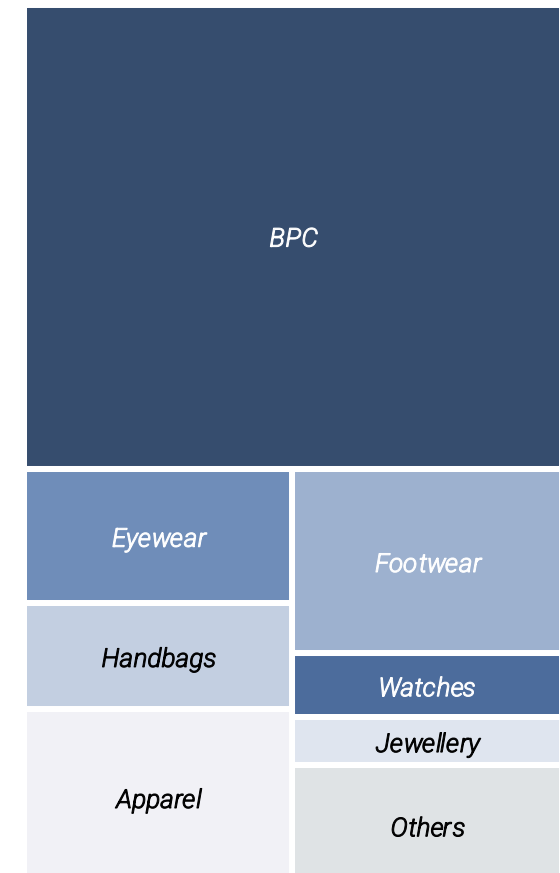 BPC
Eyewear
Footwear
Handbags
Watches
Jewellery
Apparel
Others